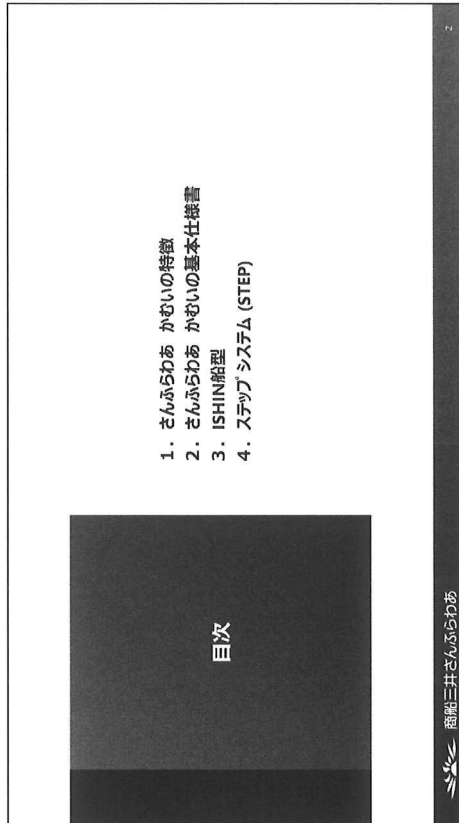 目次
1. さんふらわあ かむいの特徴
2. さんふらわあ かむいの基本仕様書
3. ISHIN船型
4. ステップ システム (STEP)
商船三井さんふらわあ
2